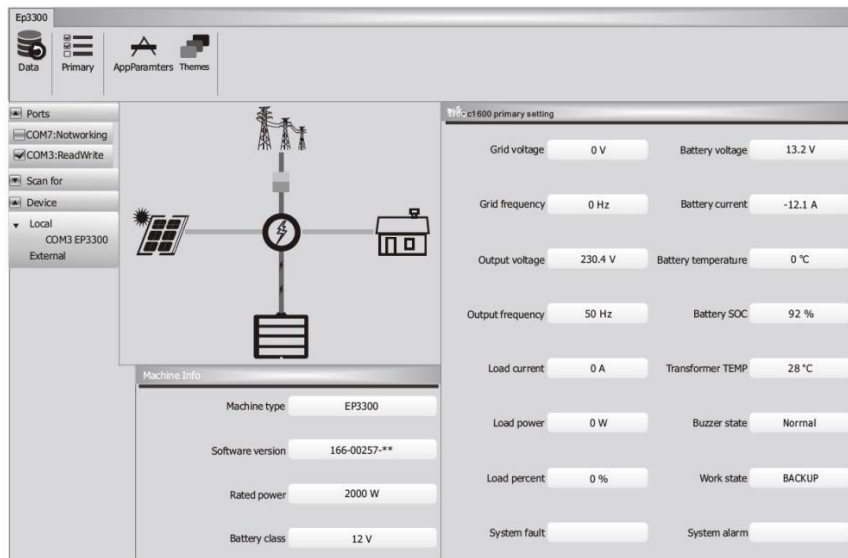 Ep3300
Data
Primary
AppParamters
Themes
Ports
COM7:Notworking
COM3:ReadWrite
Scan for
Device
Local
COM3 EP3300
External
Machine Info
Machine type EP3300
Software version 166-00257-**
Rated power 2000 W
Battery class 12 V
c1600 primary setting
Grid voltage 0 V Battery voltage 13.2 V
Grid frequency 0 Hz Battery current -12.1 A
Output voltage 230.4 V Battery temperature 0 ℃
Output frequency 50 Hz Battery SOC 92 %
Load current 0 A Transformer TEMP 28 °C
Load power 0 W Buzzer state Normal
Load percent 0 % Work state BACKUP
System fault System alarm